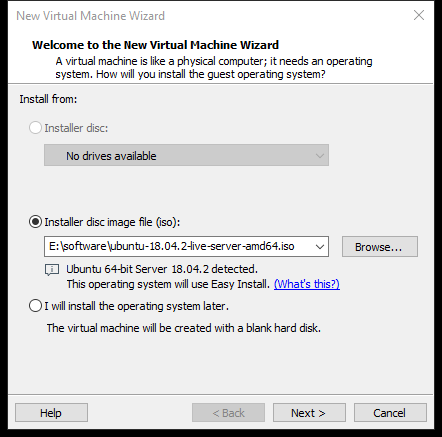 New Virtual Machine Wizard
Welcome to the New Virtual Machine Wizard
A virtual machine is like a physical computer; it needs an operating
system. How will you install the guest operating system?
Install from:
Installer disc:
No drives available
Installer disc image file (iso):
E:\software\ubuntu-18.04.2-live-server-amd64.iso
Browse...
Ubuntu 64-bit Server 18.04.2 detected.
This operating system will use Easy Install. (What's this?)
I will install the operating system later.
The virtual machine will be created with a blank hard disk.
Help < Back Next > Cancel